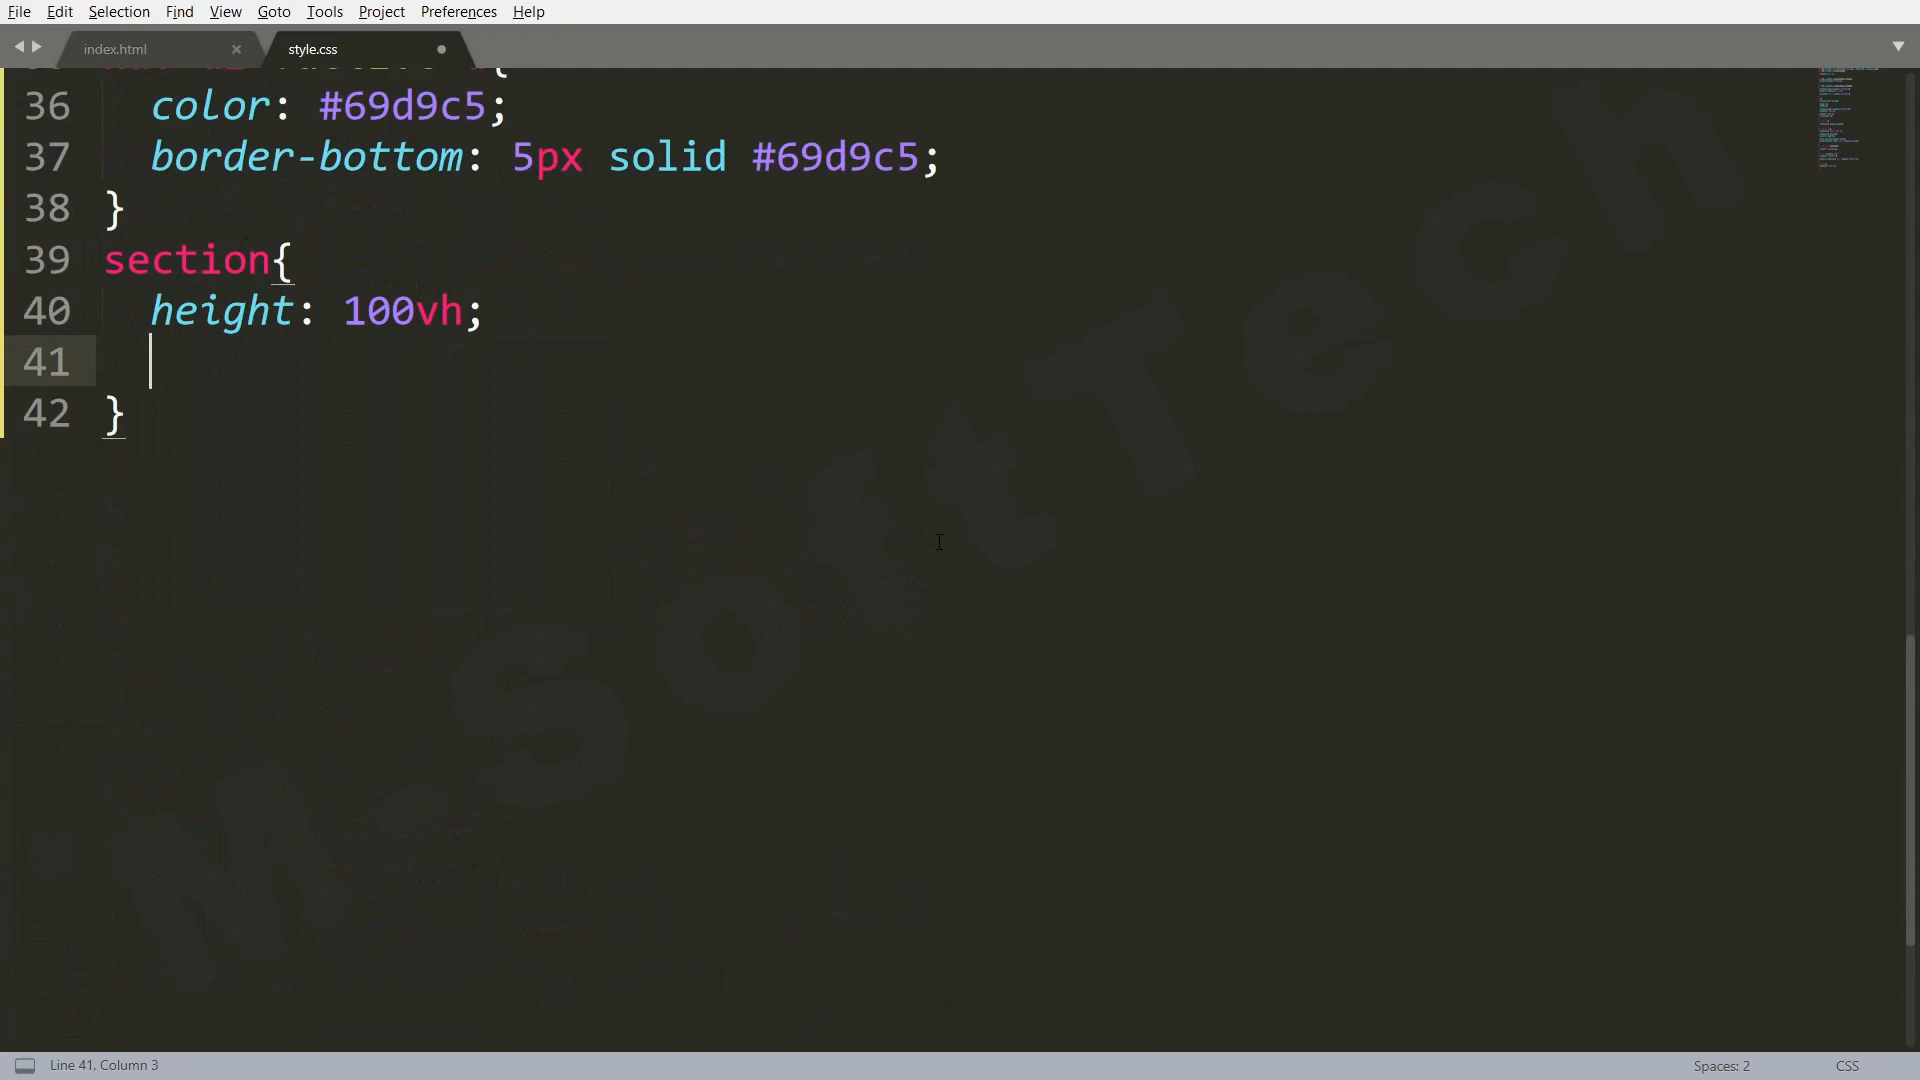 File Edit Selection Find View Goto Tools Project Preferences Help
index.html × style.css
36 color: #69d9c5;
37 border-bottom: 5px solid #69d9c5;
38 }
39 section{
40 height: 100vh;
41
42 }
M-SoftTech
Line 41, Column 3 Spaces: 2 CSS